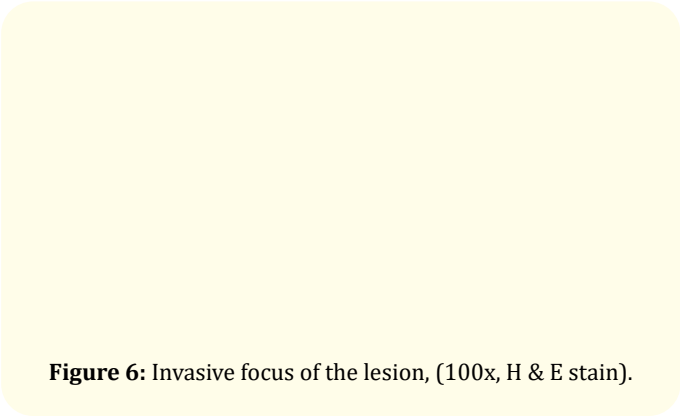 Figure 6: Invasive focus of the lesion, (100x, H & E stain).